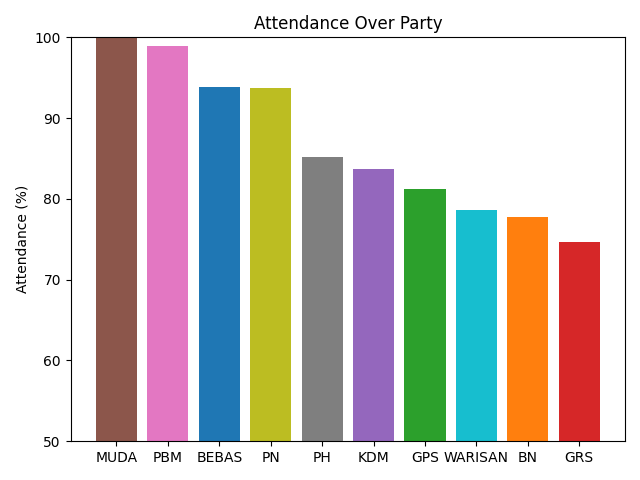 Attendance Over Party
Attendance (%)
100
90
80
70
60
50
MUDA PBM BEBAS PN PH KDM GPS WARISAN BN GRS